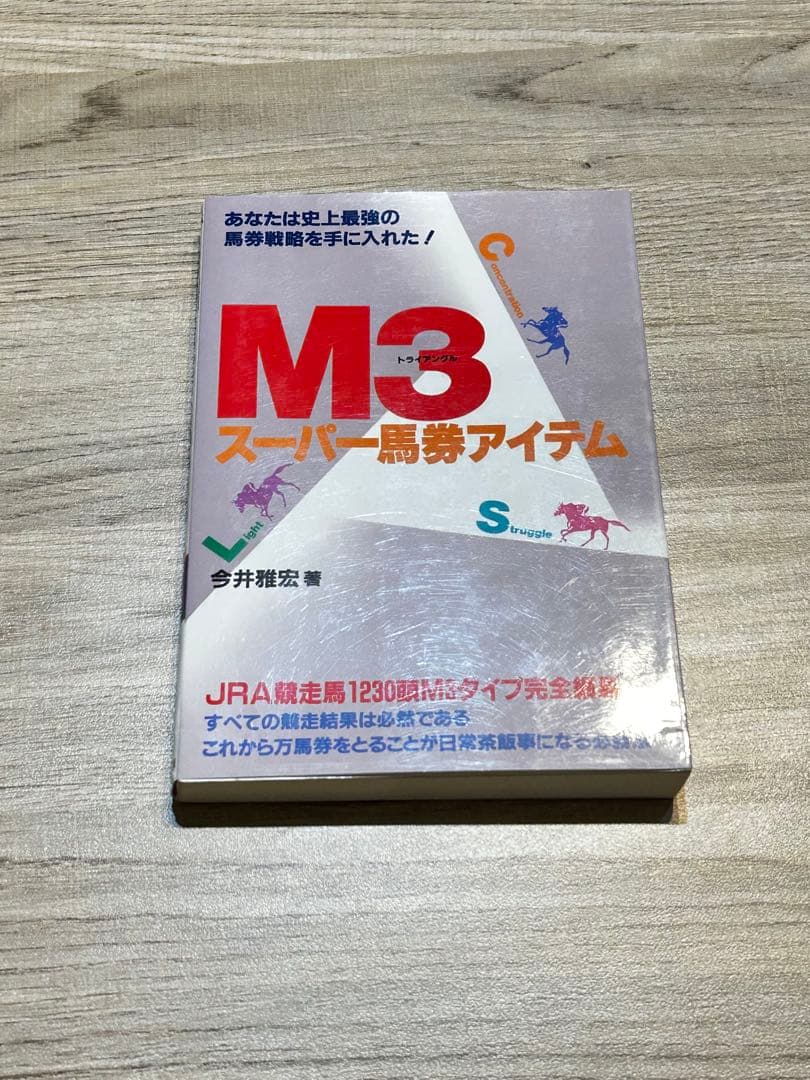 あなたは史上最強の
馬券戦略を手に入れた!
Concentration
M3
トライアングル
スーパー馬券アイテム
Light
Struggle
今井雅宏 著
JRA競走馬1230頭M3タイプ完全網羅
すべての競走結果は必然である
これから万馬券をとることが日常茶飯事になる